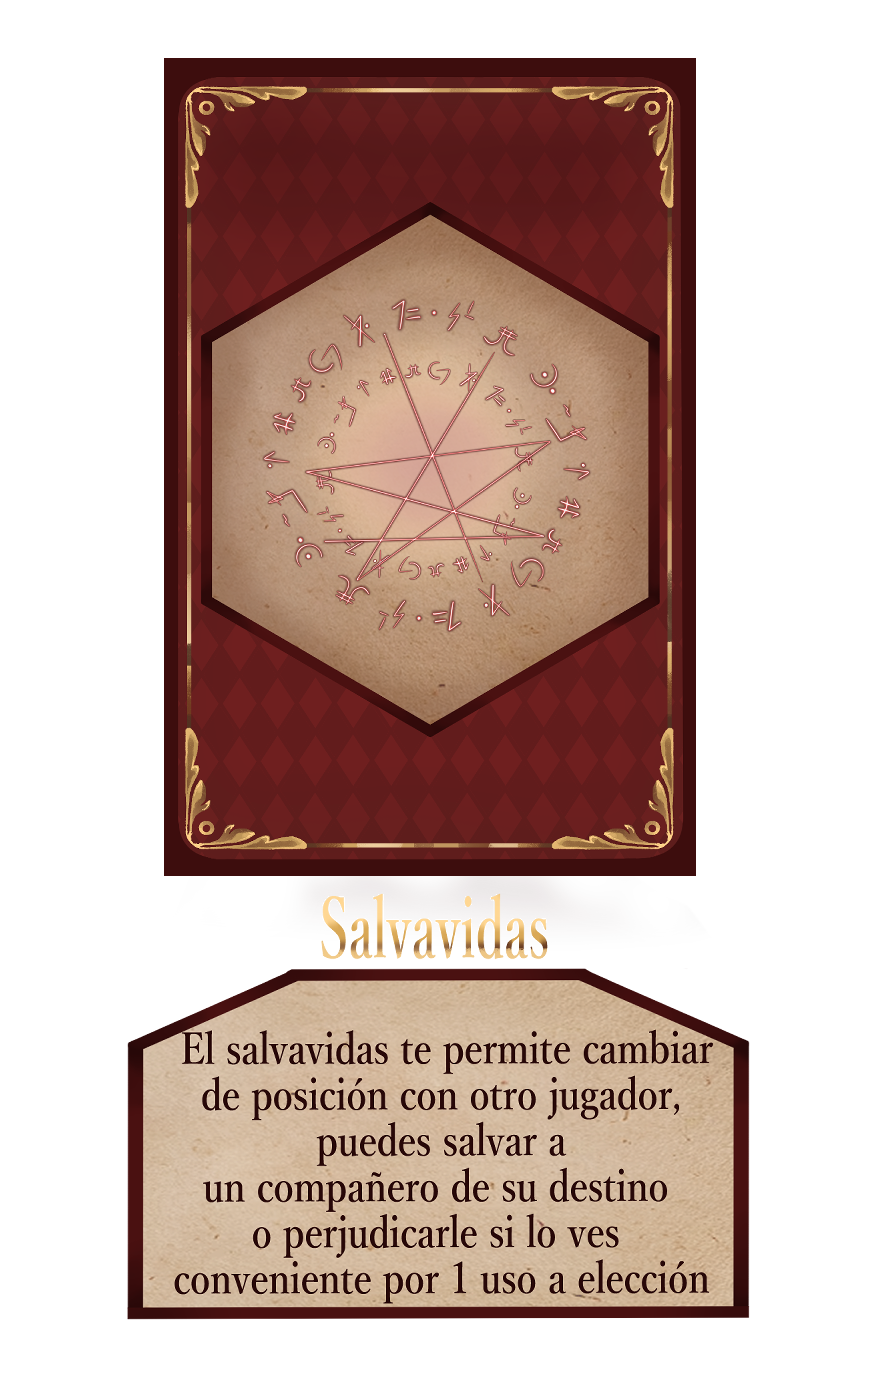 Salvavidas
El salvavidas te permite cambiar
de posición con otro jugador,
puedes salvar a
un compañero de su destino
o perjudicarle si lo ves
conveniente por 1 uso a elección